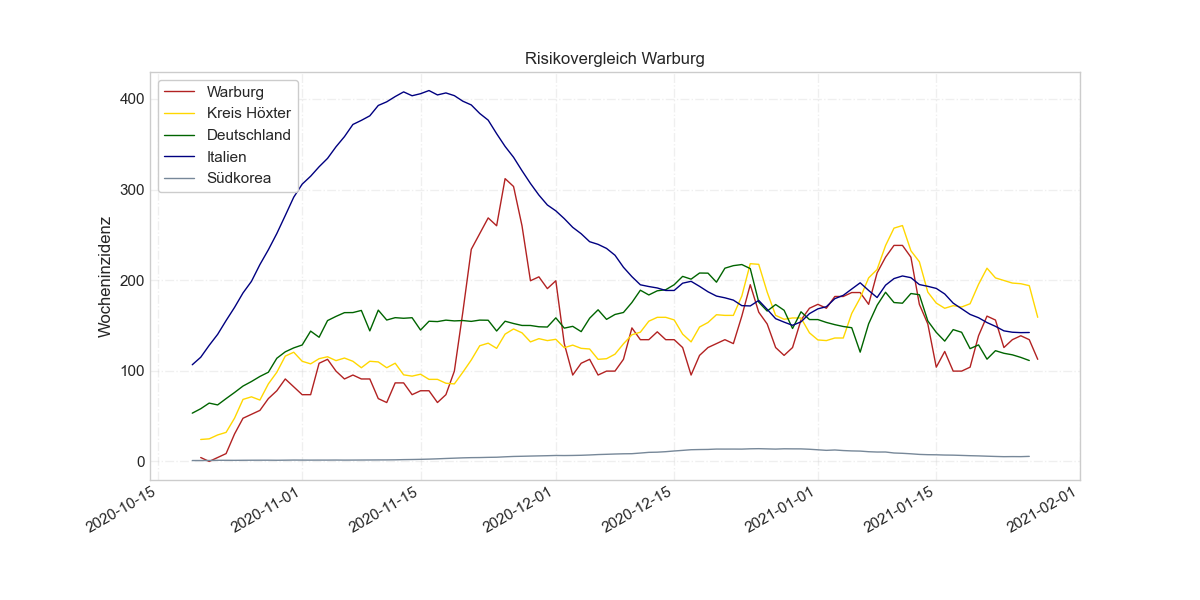 Risikovergleich Warburg
Wocheninzidenz
400
300
200
100
0
Warburg
Kreis Höxter
Deutschland
Italien
Südkorea
2020-10-15
2020-11-01
2020-11-15
2020-12-01
2020-12-15
2021-01-01
2021-01-15
2021-02-01